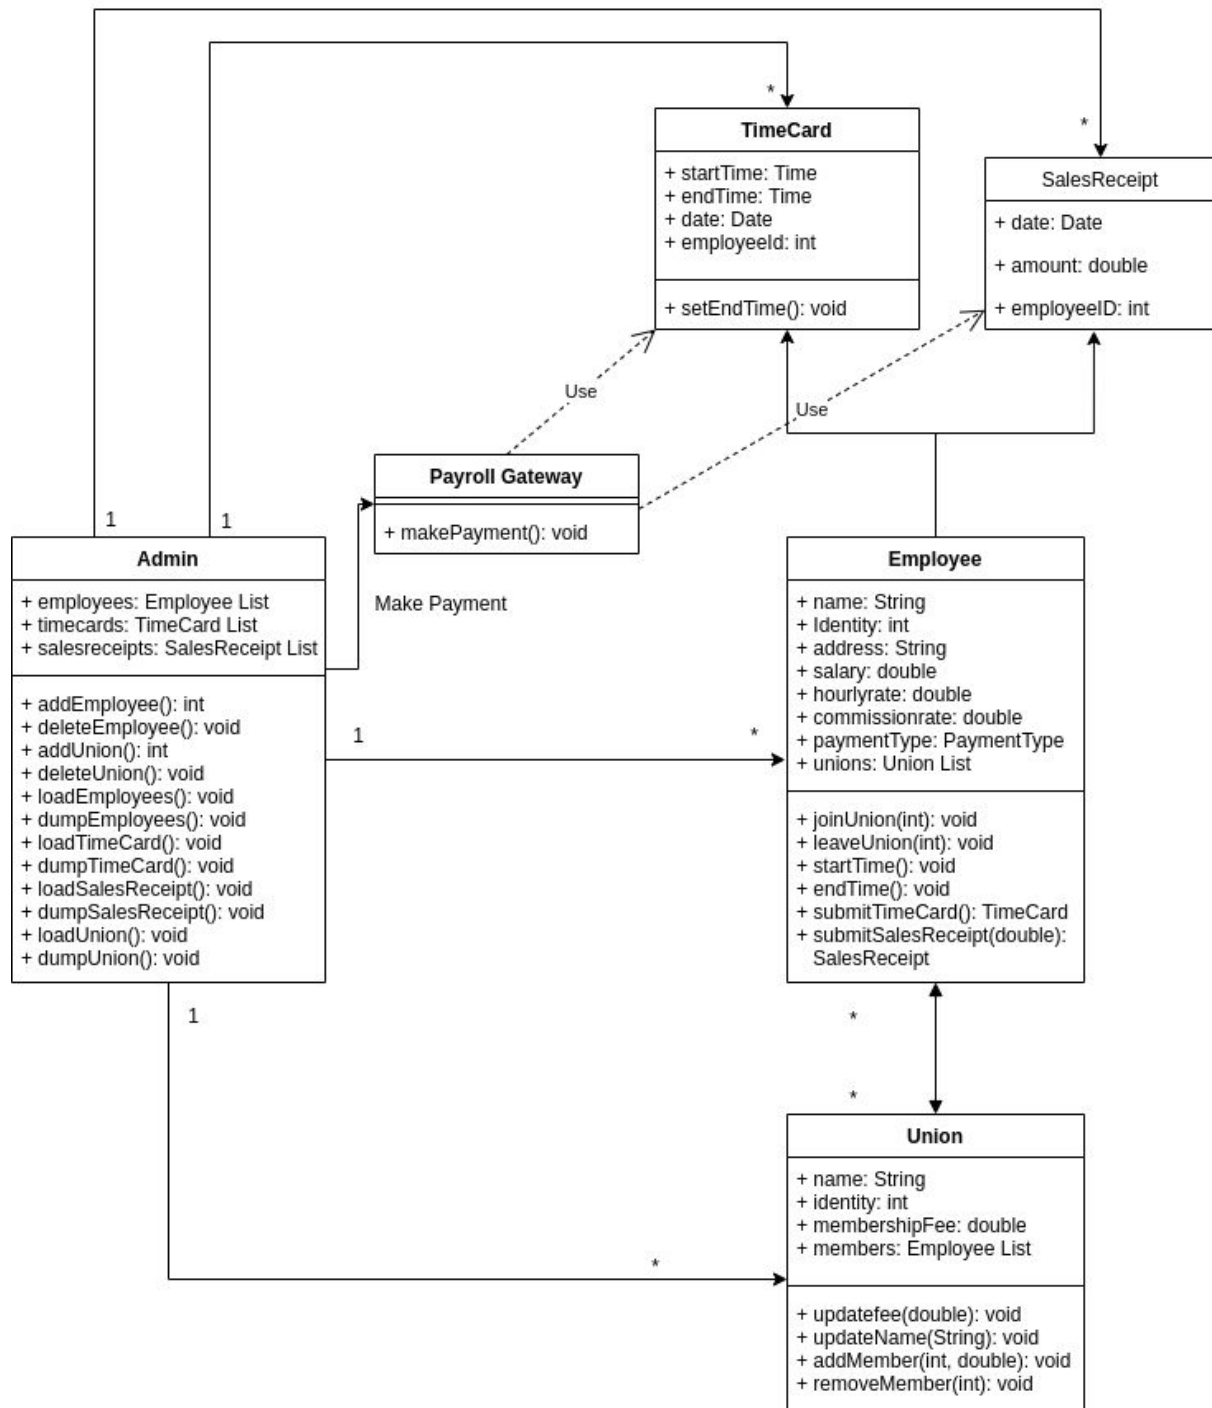 *
TimeCard
+ startTime: Time
+ endTime: Time
+ date: Date
+ employeeId: int
+ setEndTime(): void
*
SalesReceipt
+ date: Date
+ amount: double
+ employeeID: int
Use
Use
Payroll Gateway
+ makePayment(): void
Make Payment
1
1
Admin
+ employees: Employee List
+ timecards: TimeCard List
+ salesreceipts: SalesReceipt List
+ addEmployee(): int
+ deleteEmployee(): void
+ addUnion(): int
+ deleteUnion(): void
+ loadEmployees(): void
+ dumpEmployees(): void
+ loadTimeCard(): void
+ dumpTimeCard(): void
+ loadSalesReceipt(): void
+ dumpSalesReceipt(): void
+ loadUnion(): void
+ dumpUnion(): void
1
*
Employee
+ name: String
+ Identity: int
+ address: String
+ salary: double
+ hourlyrate: double
+ commissionrate: double
+ paymentType: PaymentType
+ unions: Union List
+ joinUnion(int): void
+ leaveUnion(int): void
+ startTime(): void
+ endTime(): void
+ submitTimeCard(): TimeCard
+ submitSalesReceipt(double):
SalesReceipt
1
*
*
*
Union
+ name: String
+ identity: int
+ membershipFee: double
+ members: Employee List
+ updatefee(double): void
+ updateName(String): void
+ addMember(int, double): void
+ removeMember(int): void